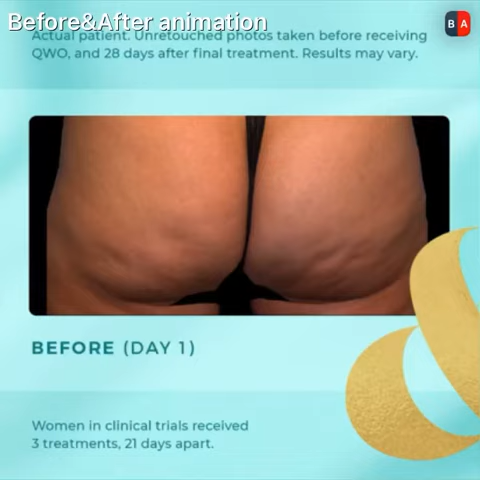 Before&After animation
B A
Actual patient. Unretouched photos taken before receiving
QWO, and 28 days after final treatment. Results may vary.
BEFORE (DAY 1)
Women in clinical trials received
3 treatments, 21 days apart.